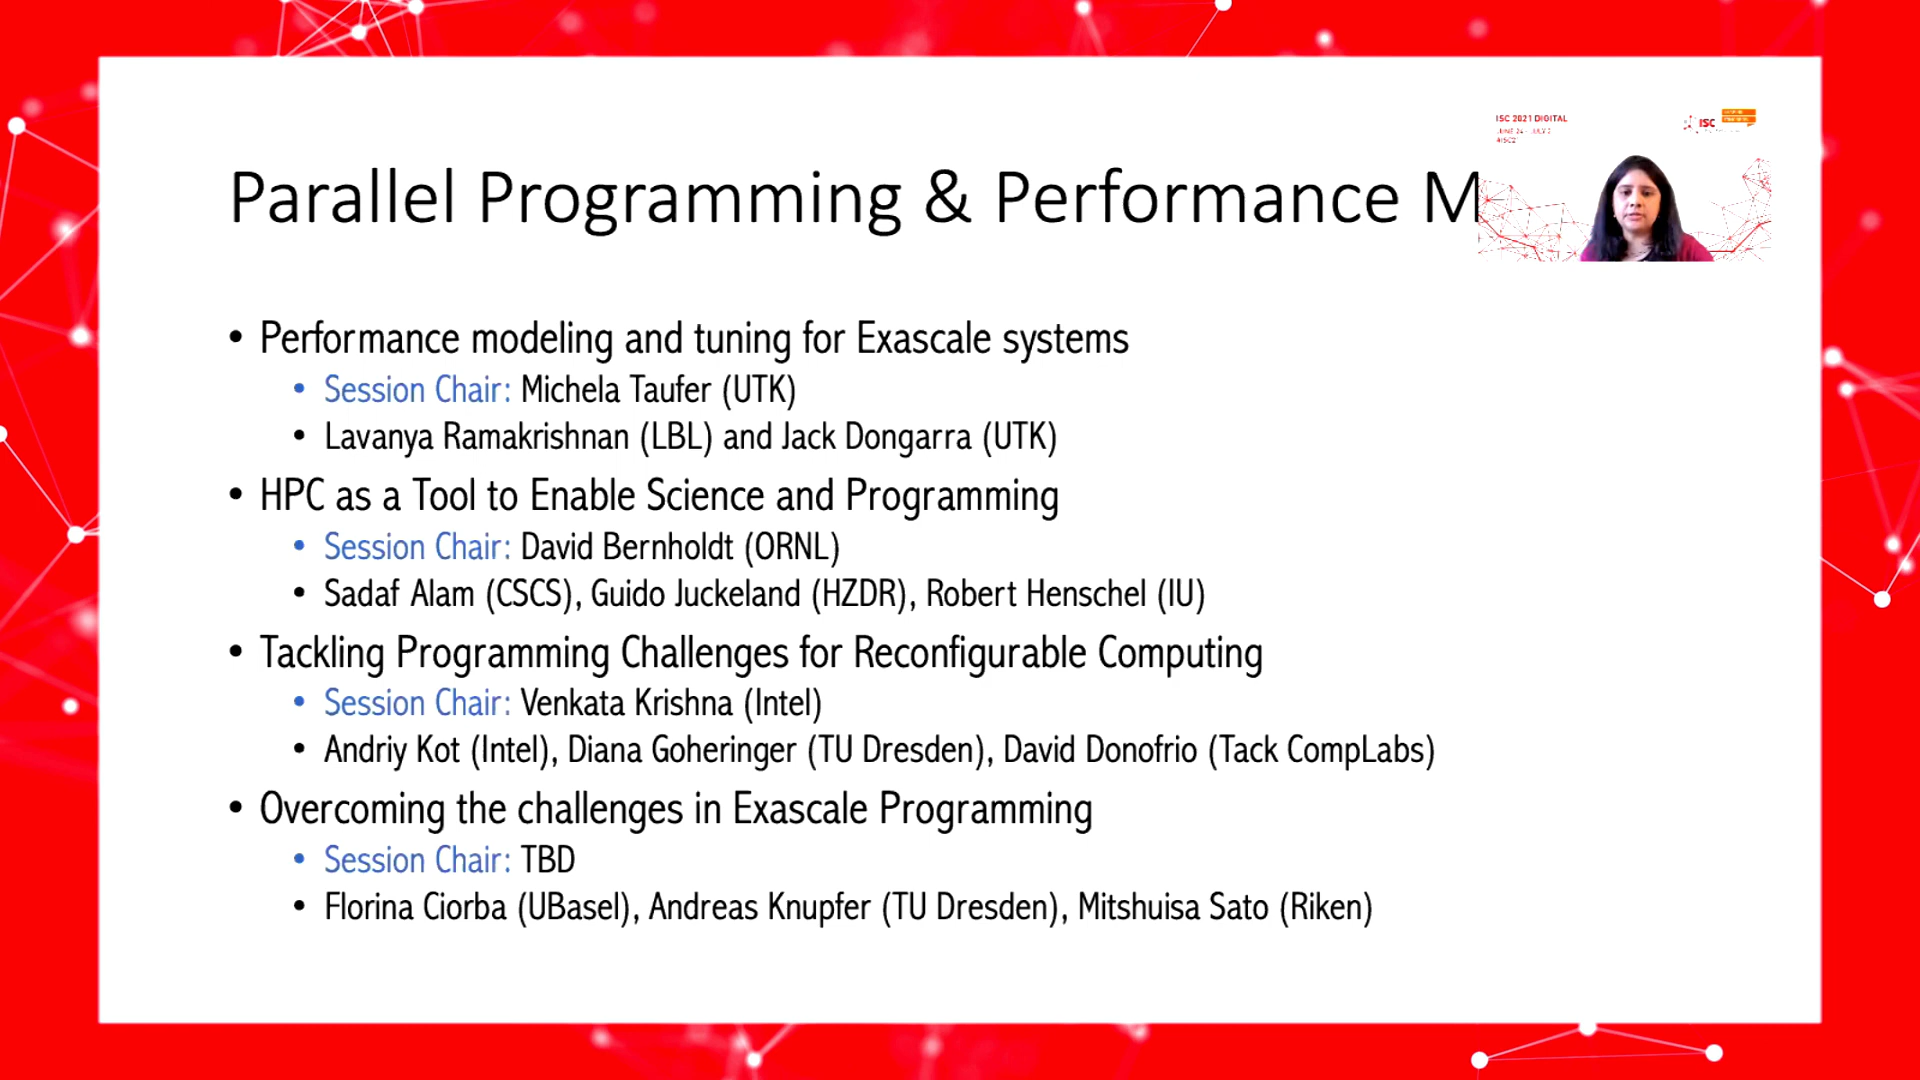 ISC 2021 DIGITAL
JUNE 24 - JULY 2
ISC
Parallel Programming & Performance M
• Performance modeling and tuning for Exascale systems
• Session Chair: Michela Taufer (UTK)
• Lavanya Ramakrishnan (LBL) and Jack Dongarra (UTK)
• HPC as a Tool to Enable Science and Programming
• Session Chair: David Bernholdt (ORNL)
• Sadaf Alam (CSCS), Guido Juckeland (HZDR), Robert Henschel (IU)
• Tackling Programming Challenges for Reconfigurable Computing
• Session Chair: Venkata Krishna (Intel)
• Andriy Kot (Intel), Diana Goheringer (TU Dresden), David Donofrio (Tack CompLabs)
• Overcoming the challenges in Exascale Programming
• Session Chair: TBD
• Florina Ciorba (UBasel), Andreas Knupfer (TU Dresden), Mitshuisa Sato (Riken)